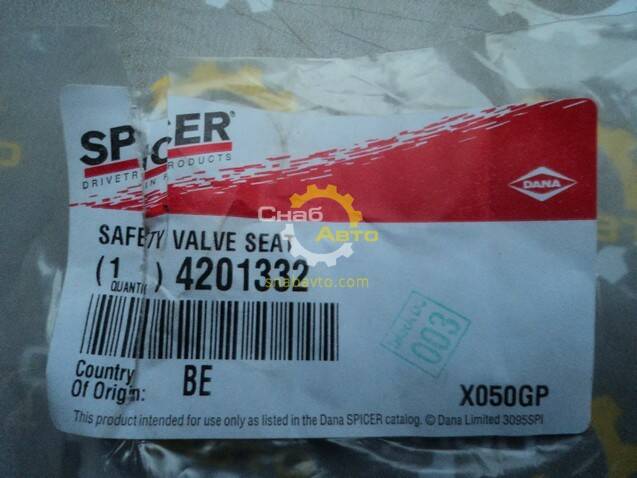 SPICER®
DRIVETRAIN PRODUCTS
DANA
Снаб
Авто
SAFETY VALVE SEAT
(1) 4201332
QUANTITY
snabavto.com
003
Country
Of Origin: BE
X050GP
This product intended for use only as listed in the Dana SPICER catalog. © Dana Limited 3095SPI